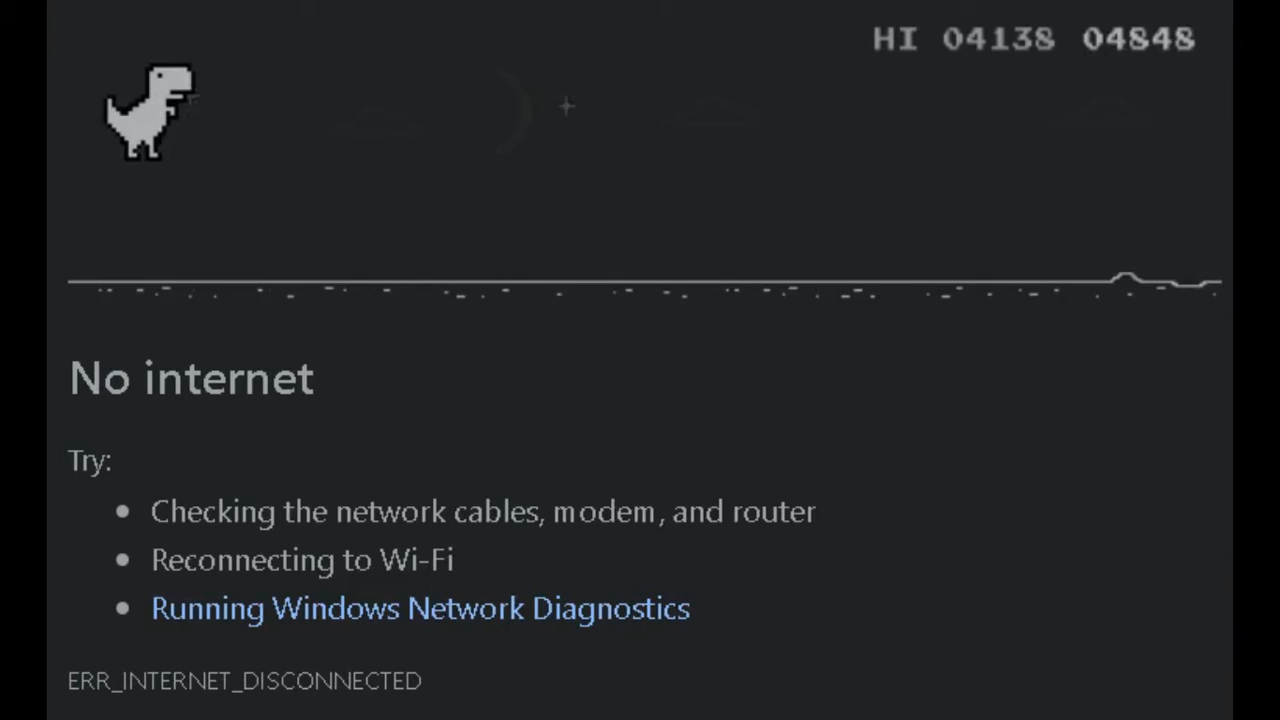 HI 04138 04848
No internet
Try:
Checking the network cables, modem, and router
Reconnecting to Wi-Fi
Running Windows Network Diagnostics
ERR_INTERNET_DISCONNECTED